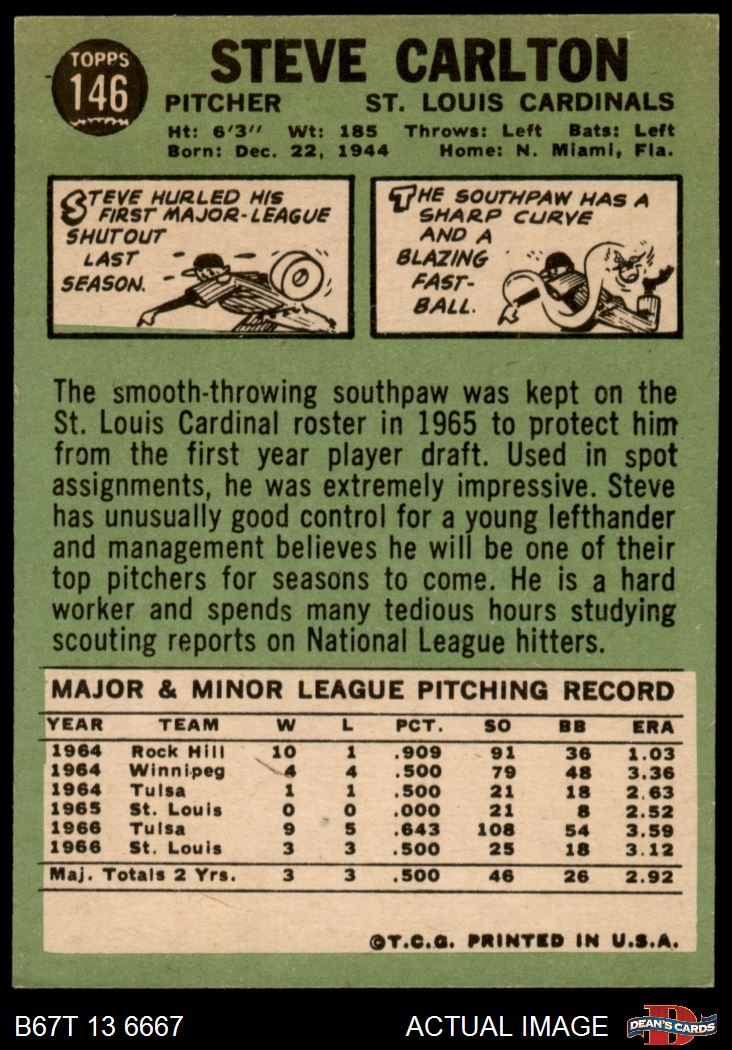 TOPPS
146
STEVE CARLTON
PITCHER ST. LOUIS CARDINALS
Ht: 6'3" Wt: 185 Throws: Left Bats: Left
Born: Dec. 22, 1944 Home: N. Miami, Fla.
STEVE HURLED HIS
FIRST MAJOR-LEAGUE
SHUTOUT
LAST
SEASON.
THE SOUTHPAW HAS A
SHARP CURVE
AND A
BLAZING
FAST-
BALL.
The smooth-throwing southpaw was kept on the
St. Louis Cardinal roster in 1965 to protect him
from the first year player draft. Used in spot
assignments, he was extremely impressive. Steve
has unusually good control for a young lefthander
and management believes he will be one of their
top pitchers for seasons to come. He is a hard
worker and spends many tedious hours studying
scouting reports on National League hitters.
MAJOR & MINOR LEAGUE PITCHING RECORD
YEAR TEAM W L PCT. SO BB ERA
1964 Rock Hill 10 1 .909 91 36 1.03
1964 Winnipeg 4 4 .500 79 48 3.36
1964 Tulsa 1 1 .500 21 18 2.63
1965 St. Louis 0 0 .000 21 8 2.52
1966 Tulsa 9 5 .643 108 54 3.59
1966 St. Louis 3 3 .500 25 18 3.12
Maj. Totals 2 Yrs. 3 3 .500 46 26 2.92
©T.C.G. PRINTED IN U.S.A.
B67T 13 6667 ACTUAL IMAGE DEAN'S CARDS